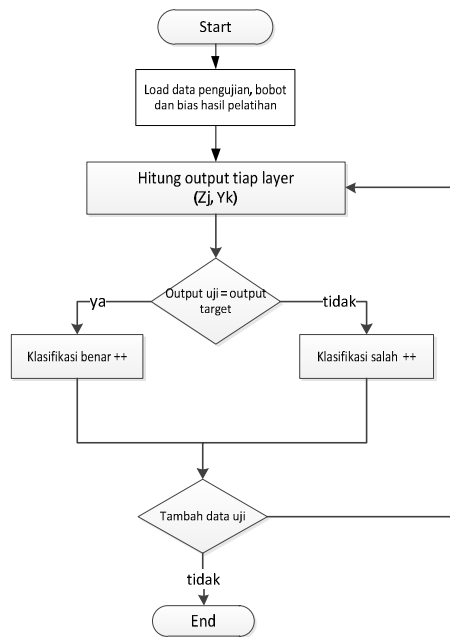 Start
Load data pengujian, bobot
dan bias hasil pelatihan
Hitung output tiap layer
(Zj, Yk)
Output uji = output
target
ya
tidak
Klasifikasi benar ++
Klasifikasi salah ++
Tambah data uji
tidak
End